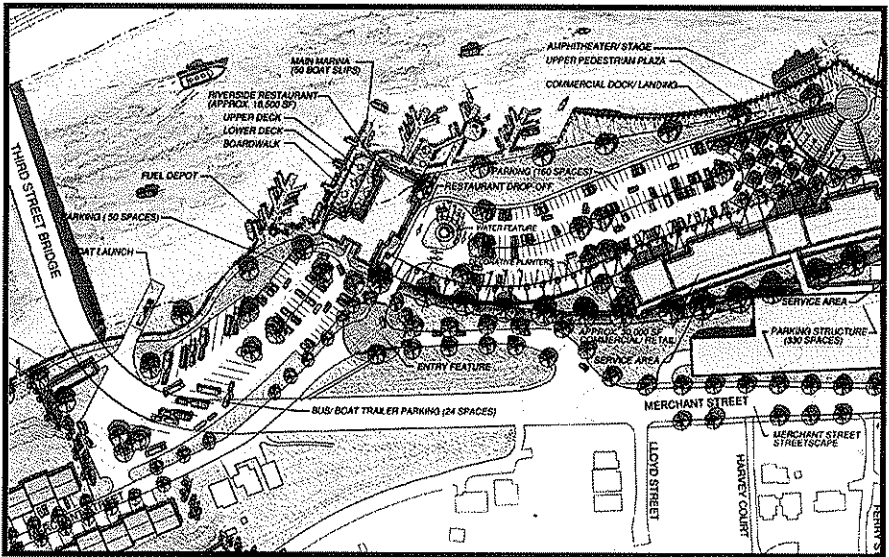 AMPHITHEATER/ STAGE
UPPER PEDESTRIAN PLAZA
COMMERCIAL DOCK/ LANDING
MAIN MARINA
(50 BOAT SLIPS)
RIVERSIDE RESTAURANT
(APPROX. 16,500 SF)
UPPER DECK
LOWER DECK
BOARDWALK
FUEL DEPOT
PARKING (50 SPACES)
BOAT LAUNCH
THIRD STREET BRIDGE
PARKING (160 SPACES)
RESTAURANT DROP-OFF
WATER FEATURE
PLANTERS
SERVICE AREA
PARKING STRUCTURE
(330 SPACES)
APPROX. 30,000 SF
COMMERCIAL/ RETAIL
SERVICE AREA
ENTRY FEATURE
BUS/ BOAT TRAILER PARKING (24 SPACES)
MERCHANT STREET
MERCHANT STREET
STREETSCAPE
LLOYD STREET
HARVEY COURT
FERRY S